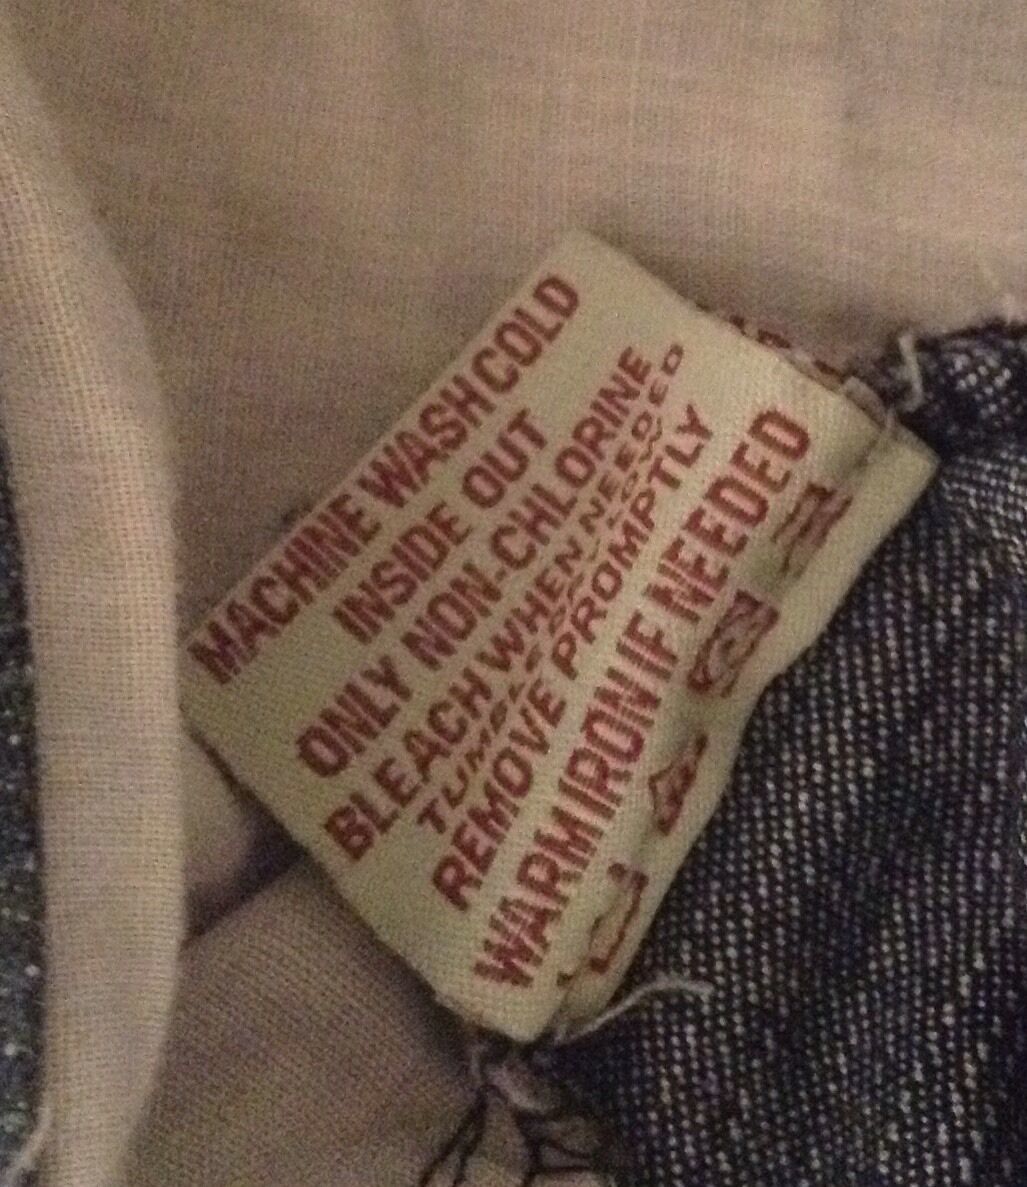 MACHINE WASH COLD
INSIDE OUT
ONLY NON-CHLORINE
BLEACH WHEN NEEDED
TUMBLE DRY LOW
REMOVE PROMPTLY
WARM IRON IF NEEDED